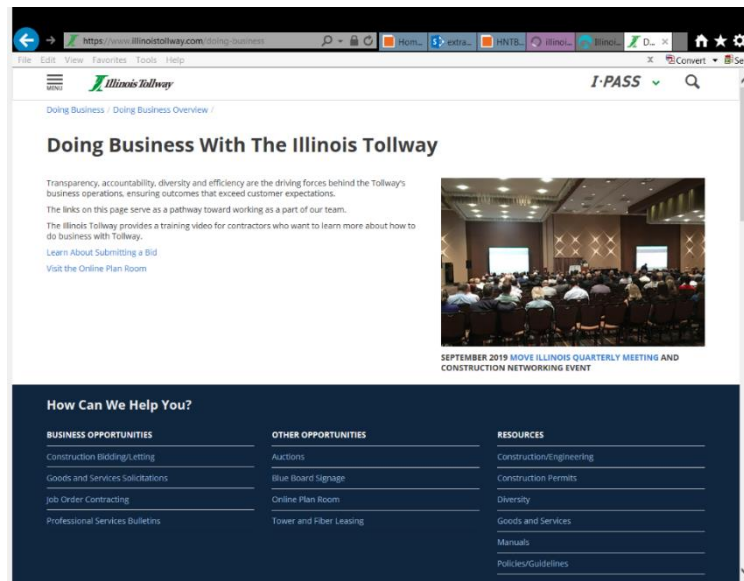 https://www.illinoistollway.com/doing-business
Hom...
extra...
HNTB...
illinoi...
Illinoi...
D...
File Edit View Favorites Tools Help
x Convert Se
MENU Illinois Tollway I·PASS
Doing Business / Doing Business Overview /
Doing Business With The Illinois Tollway
Transparency, accountability, diversity and efficiency are the driving forces behind the Tollway's
business operations, ensuring outcomes that exceed customer expectations.
The links on this page serve as a pathway toward working as a part of our team.
The Illinois Tollway provides a training video for contractors who want to learn more about how to
do business with Tollway.
Learn About Submitting a Bid
Visit the Online Plan Room
SEPTEMBER 2019 MOVE ILLINOIS QUARTERLY MEETING AND
CONSTRUCTION NETWORKING EVENT
How Can We Help You?
BUSINESS OPPORTUNITIES
Construction Bidding/Letting
Goods and Services Solicitations
Job Order Contracting
Professional Services Bulletins
OTHER OPPORTUNITIES
Auctions
Blue Board Signage
Online Plan Room
Tower and Fiber Leasing
RESOURCES
Construction/Engineering
Construction Permits
Diversity
Goods and Services
Manuals
Policies/Guidelines